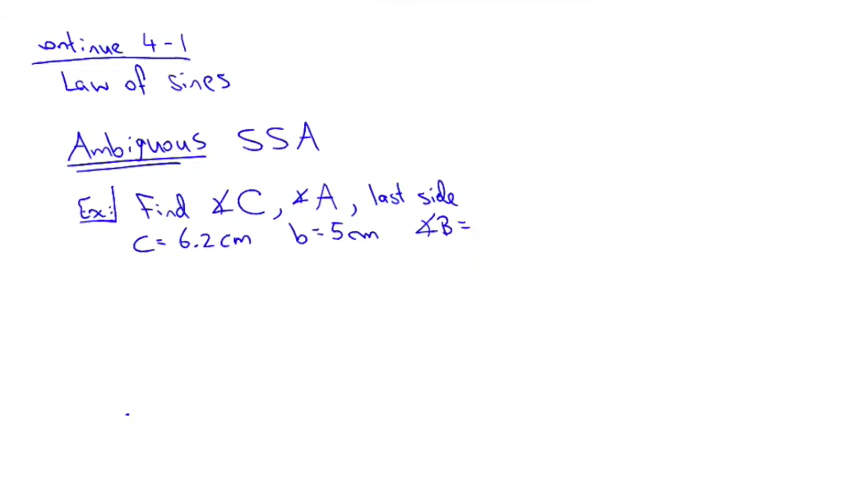 ontinue 4-1
Law of sines
Ambiguous SSA
Ex: Find ∡C, ∡A, last side
c= 6.2cm b=5cm ∡B=